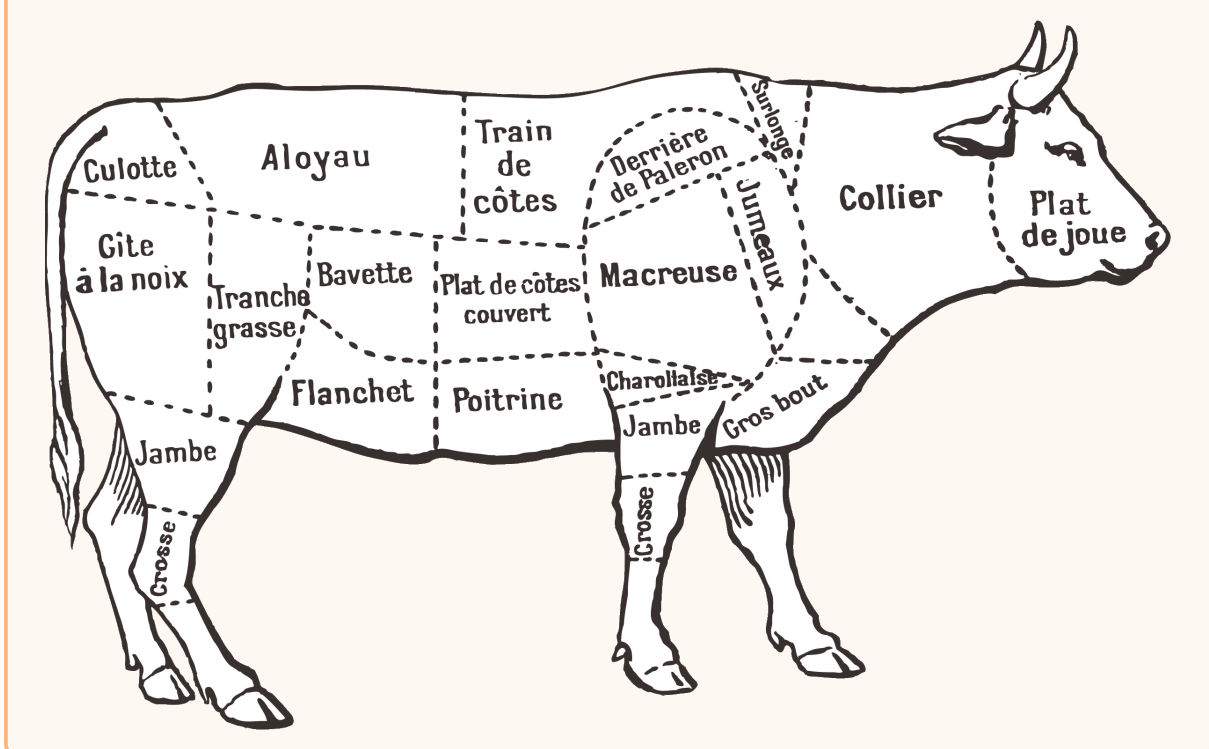 Culotte
Aloyau
Train
de
côtes
Derrière
de Paleron
Surlonge
Jumeaux
Collier
Plat
de joue
Gîte
à la noix
Tranche
grasse
Bavette
Plat de côtes
couvert
Macreuse
Flanchet
Poitrine
Charollaise
Jambe
Gros bout
Jambe
Crosse
Crosse